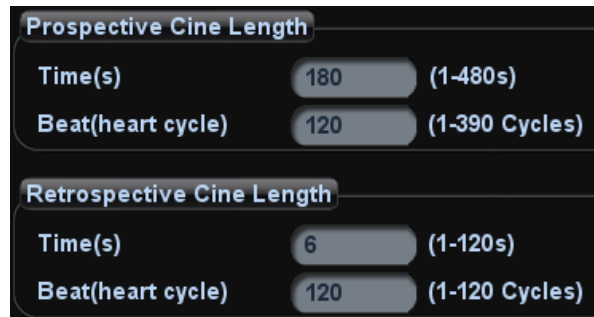 Prospective Cine Length
Time(s) 180 (1-480s)
Beat(heart cycle) 120 (1-390 Cycles)
Retrospective Cine Length
Time(s) 6 (1-120s)
Beat(heart cycle) 120 (1-120 Cycles)